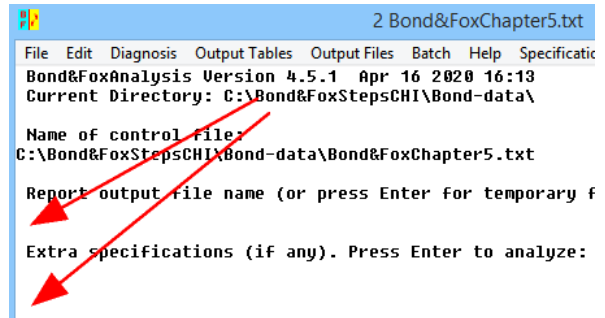 2 Bond&FoxChapter5.txt
File Edit Diagnosis Output Tables Output Files Batch Help Specificatio
Bond&FoxAnalysis Version 4.5.1 Apr 16 2020 16:13
Current Directory: C:\Bond&FoxStepsCHI\Bond-data\
Name of control file:
C:\Bond&FoxStepsCHI\Bond-data\Bond&FoxChapter5.txt
Report output file name (or press Enter for temporary f
Extra specifications (if any). Press Enter to analyze: